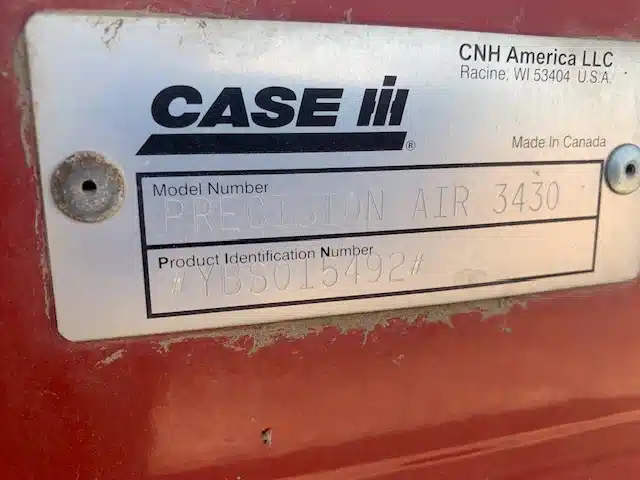 CNH America LLC
Racine, WI 53404 U.S.A.
CASE IH
®
Made In Canada
Model Number
PRECISION AIR 3430
Product Identification Number
#YBS015492#